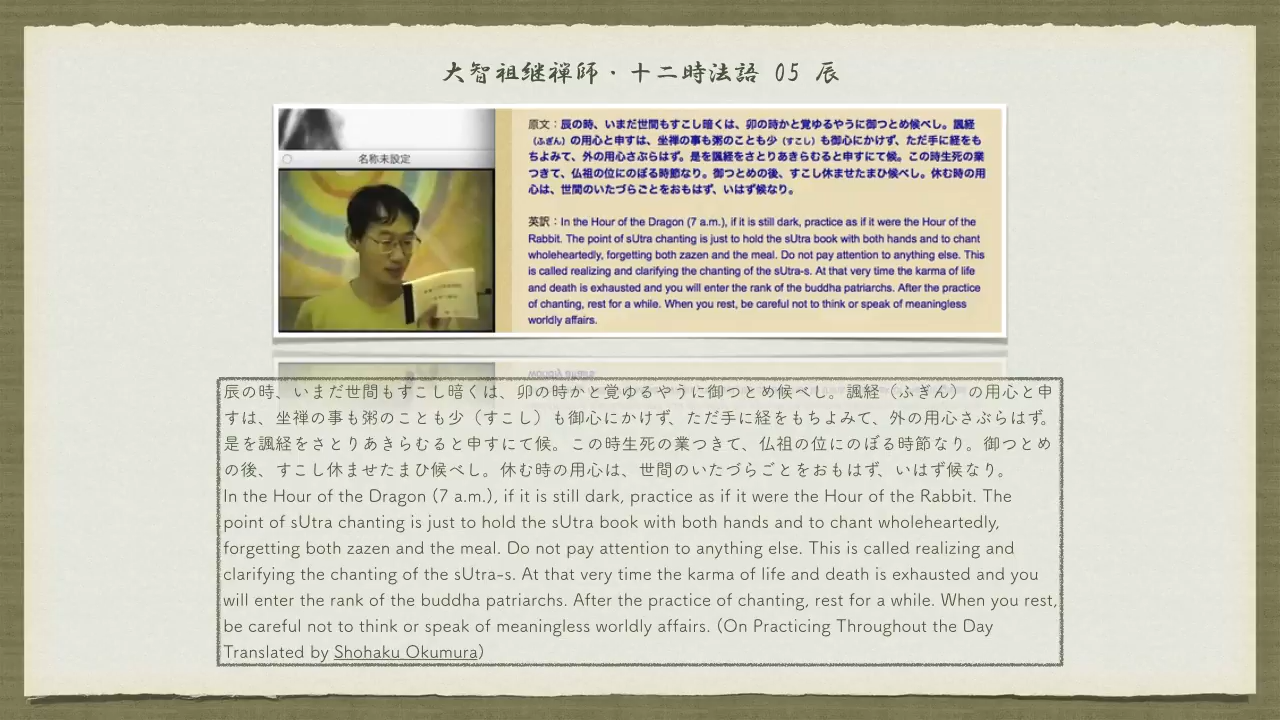 大智祖継禅師・十二時法語 05 辰
名称未設定
原文：辰の時、いまだ世間もすこし暗くは、卯の時かと覚ゆるやうに御つとめ候べし。諷経
（ふぎん）の用心と申すは、坐禅の事も粥のことも少（すこし）も御心にかけず、ただ手に経をも
ちよみて、外の用心さぶらはず。是を諷経をさとりあきらむると申すにて候。この時生死の業
つきて、仏祖の位にのぼる時節なり。御つとめの後、すこし休ませたまひ候べし。休む時の用
心は、世間のいたづらごとをおもはず、いはず候なり。
英訳：In the Hour of the Dragon (7 a.m.), if it is still dark, practice as if it were the Hour of the
Rabbit. The point of sUtra chanting is just to hold the sUtra book with both hands and to chant
wholeheartedly, forgetting both zazen and the meal. Do not pay attention to anything else. This
is called realizing and clarifying the chanting of the sUtra-s. At that very time the karma of life
and death is exhausted and you will enter the rank of the buddha patriarchs. After the practice
of chanting, rest for a while. When you rest, be careful not to think or speak of meaningless
worldly affairs.
辰の時、いまだ世間もすこし暗くは、卯の時かと覚ゆるやうに御つとめ候べし。諷経（ふぎん）の用心と申
すは、坐禅の事も粥のことも少（すこし）も御心にかけず、ただ手に経をもちよみて、外の用心さぶらはず。
是を諷経をさとりあきらむると申すにて候。この時生死の業つきて、仏祖の位にのぼる時節なり。御つとめ
の後、すこし休ませたまひ候べし。休む時の用心は、世間のいたづらごとをおもはず、いはず候なり。
In the Hour of the Dragon (7 a.m.), if it is still dark, practice as if it were the Hour of the Rabbit. The
point of sUtra chanting is just to hold the sUtra book with both hands and to chant wholeheartedly,
forgetting both zazen and the meal. Do not pay attention to anything else. This is called realizing and
clarifying the chanting of the sUtra-s. At that very time the karma of life and death is exhausted and you
will enter the rank of the buddha patriarchs. After the practice of chanting, rest for a while. When you rest,
be careful not to think or speak of meaningless worldly affairs. (On Practicing Throughout the Day
Translated by Shohaku Okumura)